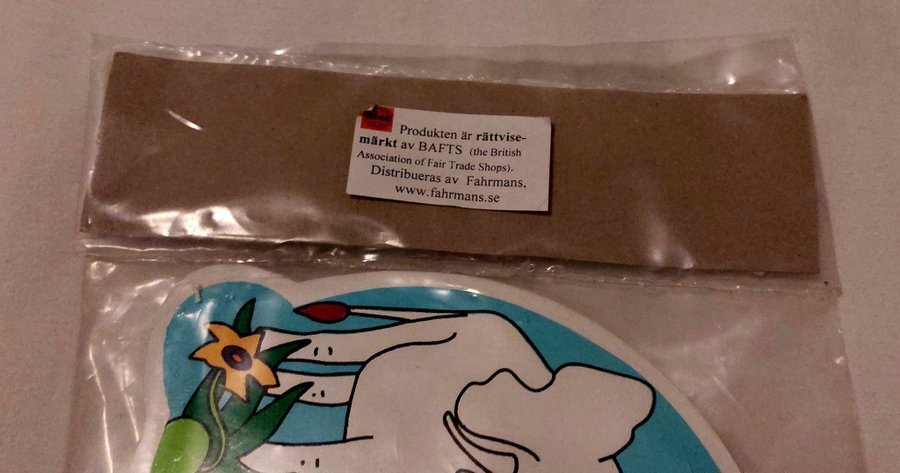 Produkten är rättvise-
märkt av BAFTS (the British
Association of Fair Trade Shops).
Distribueras av Fahrmans,
www.fahrmans.se